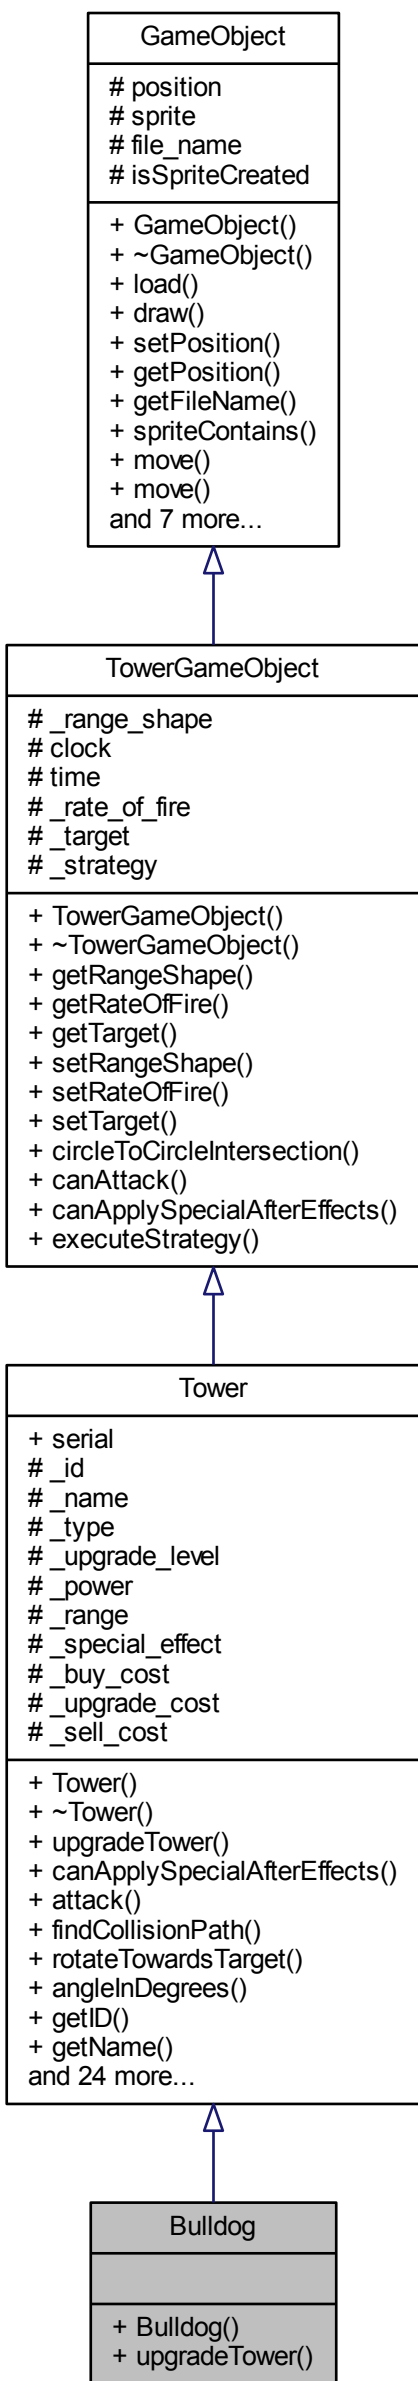 GameObject
# position
# sprite
# file_name
# isSpriteCreated
+ GameObject()
+ ~GameObject()
+ load()
+ draw()
+ setPosition()
+ getPosition()
+ getFileName()
+ spriteContains()
+ move()
+ move()
and 7 more...
TowerGameObject
# _range_shape
# clock
# time
# _rate_of_fire
# _target
# _strategy
+ TowerGameObject()
+ ~TowerGameObject()
+ getRangeShape()
+ getRateOfFire()
+ getTarget()
+ setRangeShape()
+ setRateOfFire()
+ setTarget()
+ circleToCircleIntersection()
+ canAttack()
+ canApplySpecialAfterEffects()
+ executeStrategy()
Tower
+ serial
# _id
# _name
# _type
# _upgrade_level
# _power
# _range
# _special_effect
# _buy_cost
# _upgrade_cost
# _sell_cost
+ Tower()
+ ~Tower()
+ upgradeTower()
+ canApplySpecialAfterEffects()
+ attack()
+ findCollisionPath()
+ rotateTowardsTarget()
+ angleInDegrees()
+ getID()
+ getName()
and 24 more...
Bulldog
+ Bulldog()
+ upgradeTower()